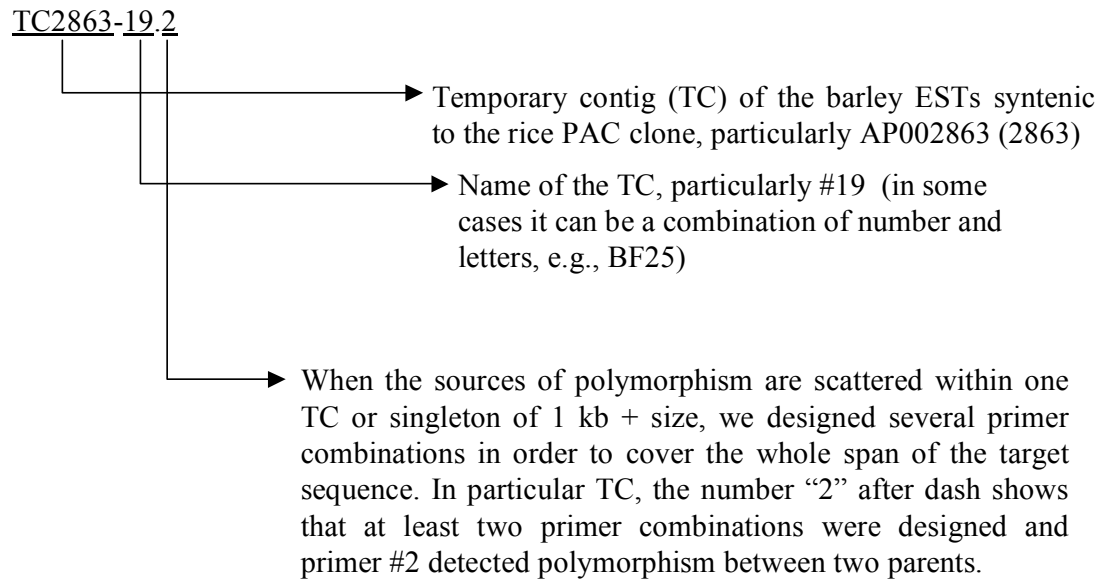 TC2863-19.2
Temporary contig (TC) of the barley ESTs syntenic
to the rice PAC clone, particularly AP002863 (2863)
Name of the TC, particularly #19 (in some
cases it can be a combination of number and
letters, e.g., BF25)
When the sources of polymorphism are scattered within one
TC or singleton of 1 kb + size, we designed several primer
combinations in order to cover the whole span of the target
sequence. In particular TC, the number “2” after dash shows
that at least two primer combinations were designed and
primer #2 detected polymorphism between two parents.